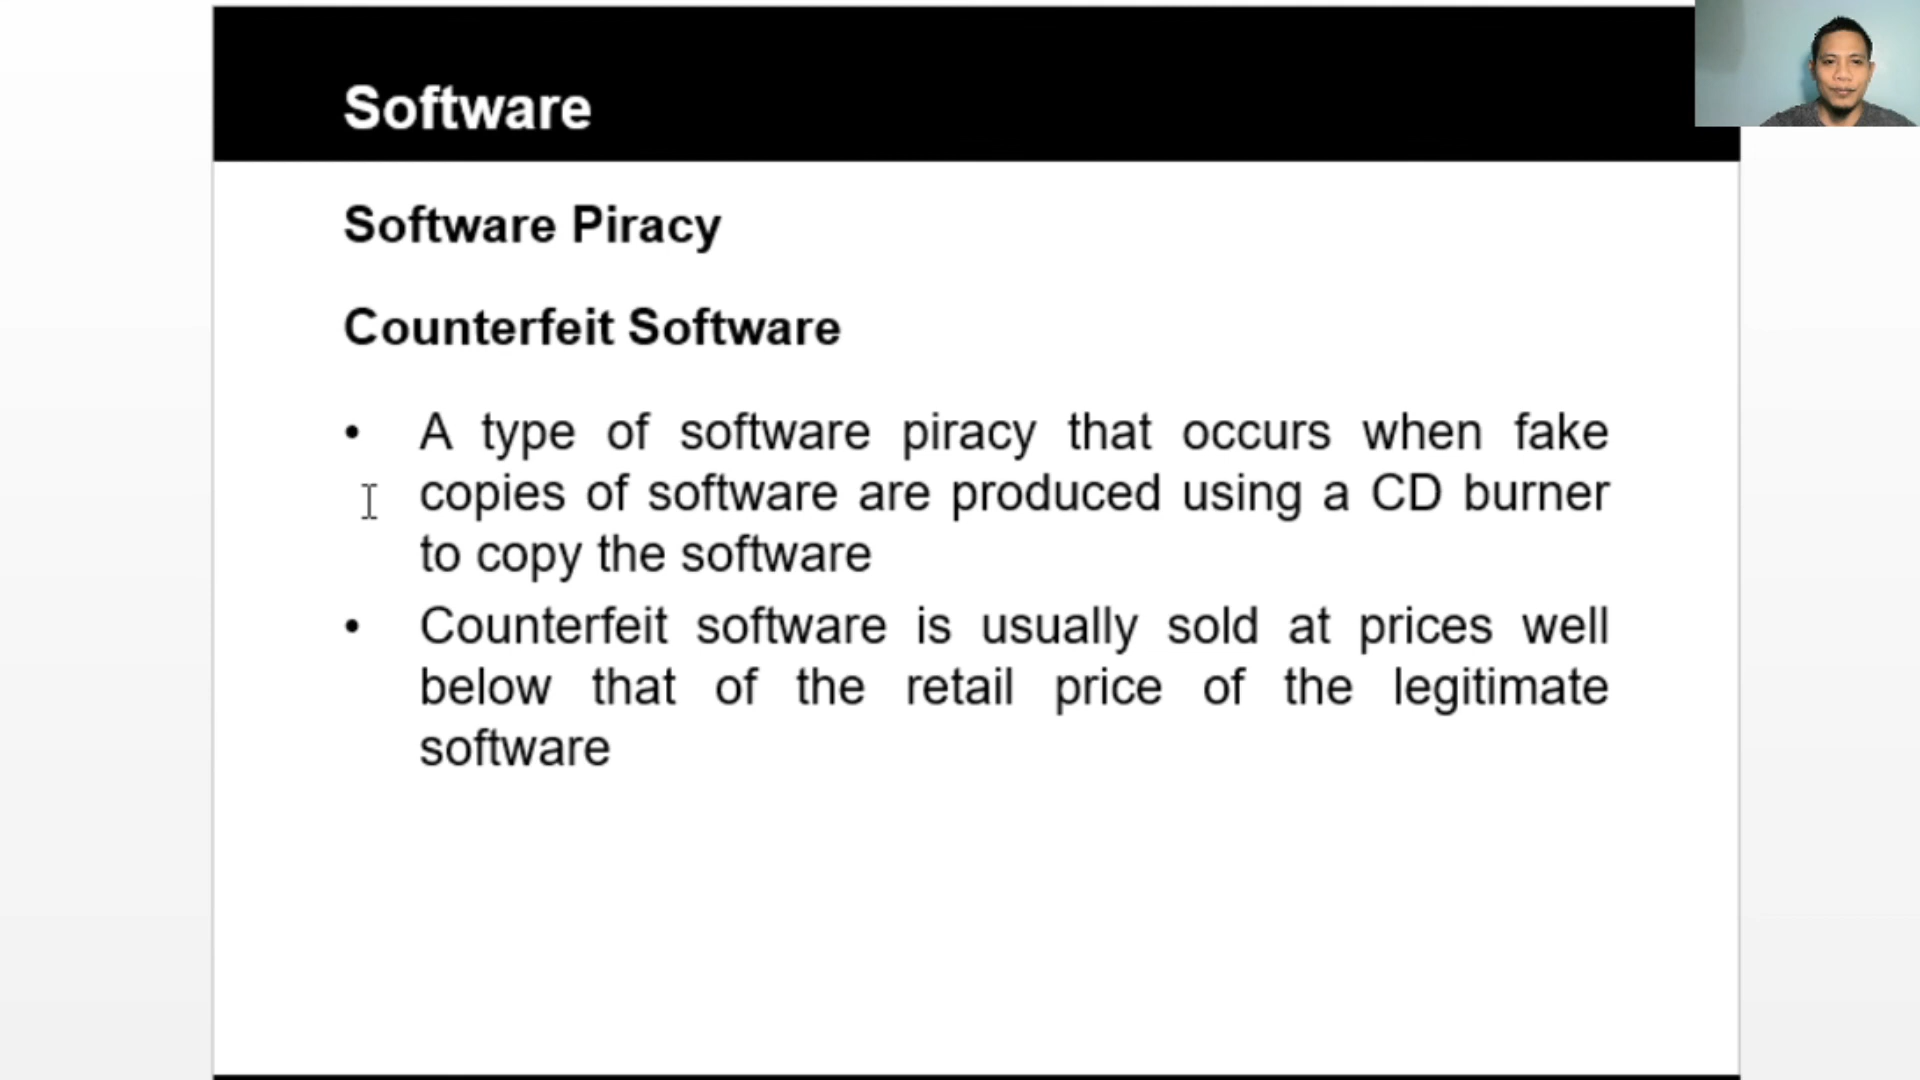 Software
Software Piracy
Counterfeit Software
• A type of software piracy that occurs when fake
copies of software are produced using a CD burner
to copy the software
• Counterfeit software is usually sold at prices well
below that of the retail price of the legitimate
software